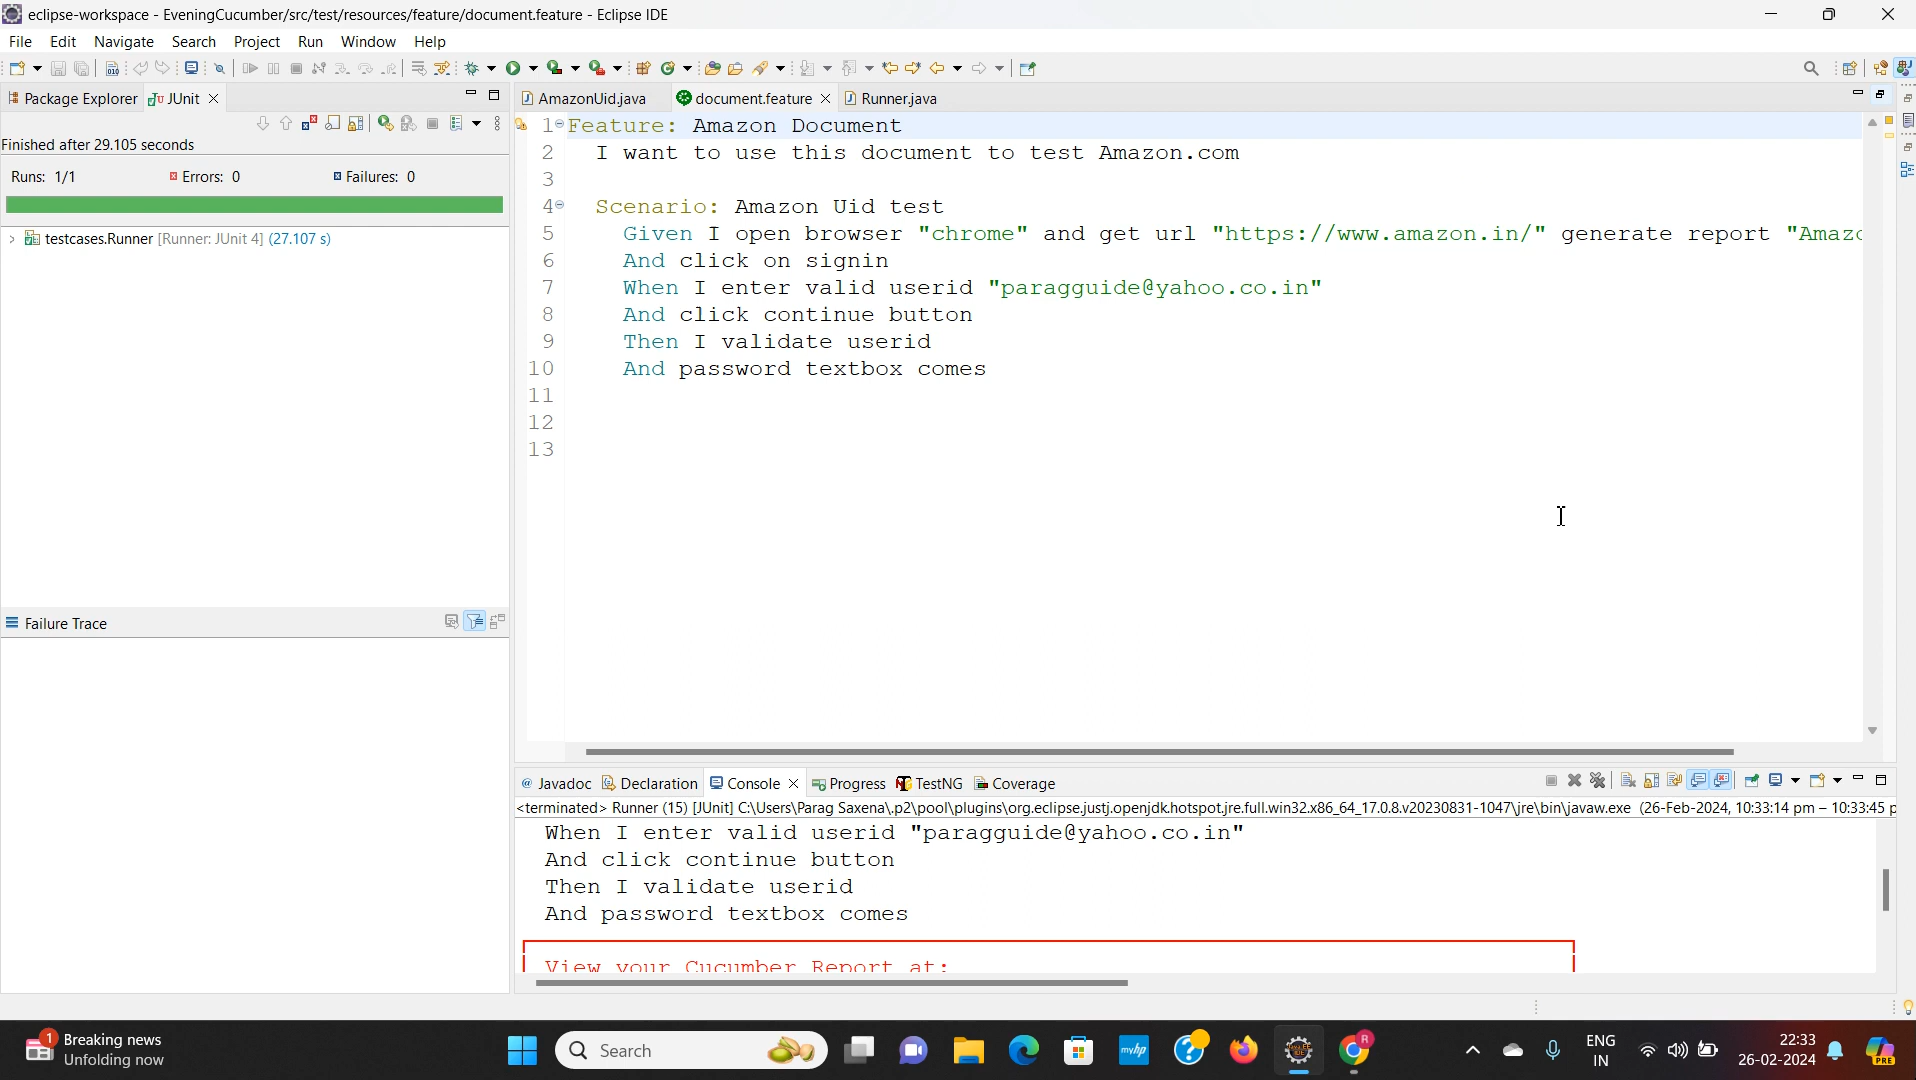 eclipse-workspace - EveningCucumber/src/test/resources/feature/document.feature - Eclipse IDE
File Edit Navigate Search Project Run Window Help
Package Explorer JUnit
AmazonUid.java document.feature Runner.java
Finished after 29.105 seconds
Runs: 1/1 Errors: 0 Failures: 0
testcases.Runner [Runner: JUnit 4] (27.107 s)
Failure Trace
1 Feature: Amazon Document
2 I want to use this document to test Amazon.com
3
4 Scenario: Amazon Uid test
5 Given I open browser "chrome" and get url "https://www.amazon.in/" generate report "Amaz
6 And click on signin
7 When I enter valid userid "paragguide@yahoo.co.in"
8 And click continue button
9 Then I validate userid
10 And password textbox comes
11
12
13
@ Javadoc Declaration Console Progress TestNG Coverage
<terminated> Runner (15) [JUnit] C:\Users\Parag Saxena\.p2\pool\plugins\org.eclipse.justj.openjdk.hotspot.jre.full.win32.x86_64_17.0.8.v20230831-1047\jre\bin\javaw.exe (26-Feb-2024, 10:33:14 pm – 10:33:45 p
When I enter valid userid "paragguide@yahoo.co.in"
And click continue button
Then I validate userid
And password textbox comes
View your Cucumber Report at:
1
Breaking news
Unfolding now
Search
myhp
R
ENG
IN
22:33
26-02-2024
PRE